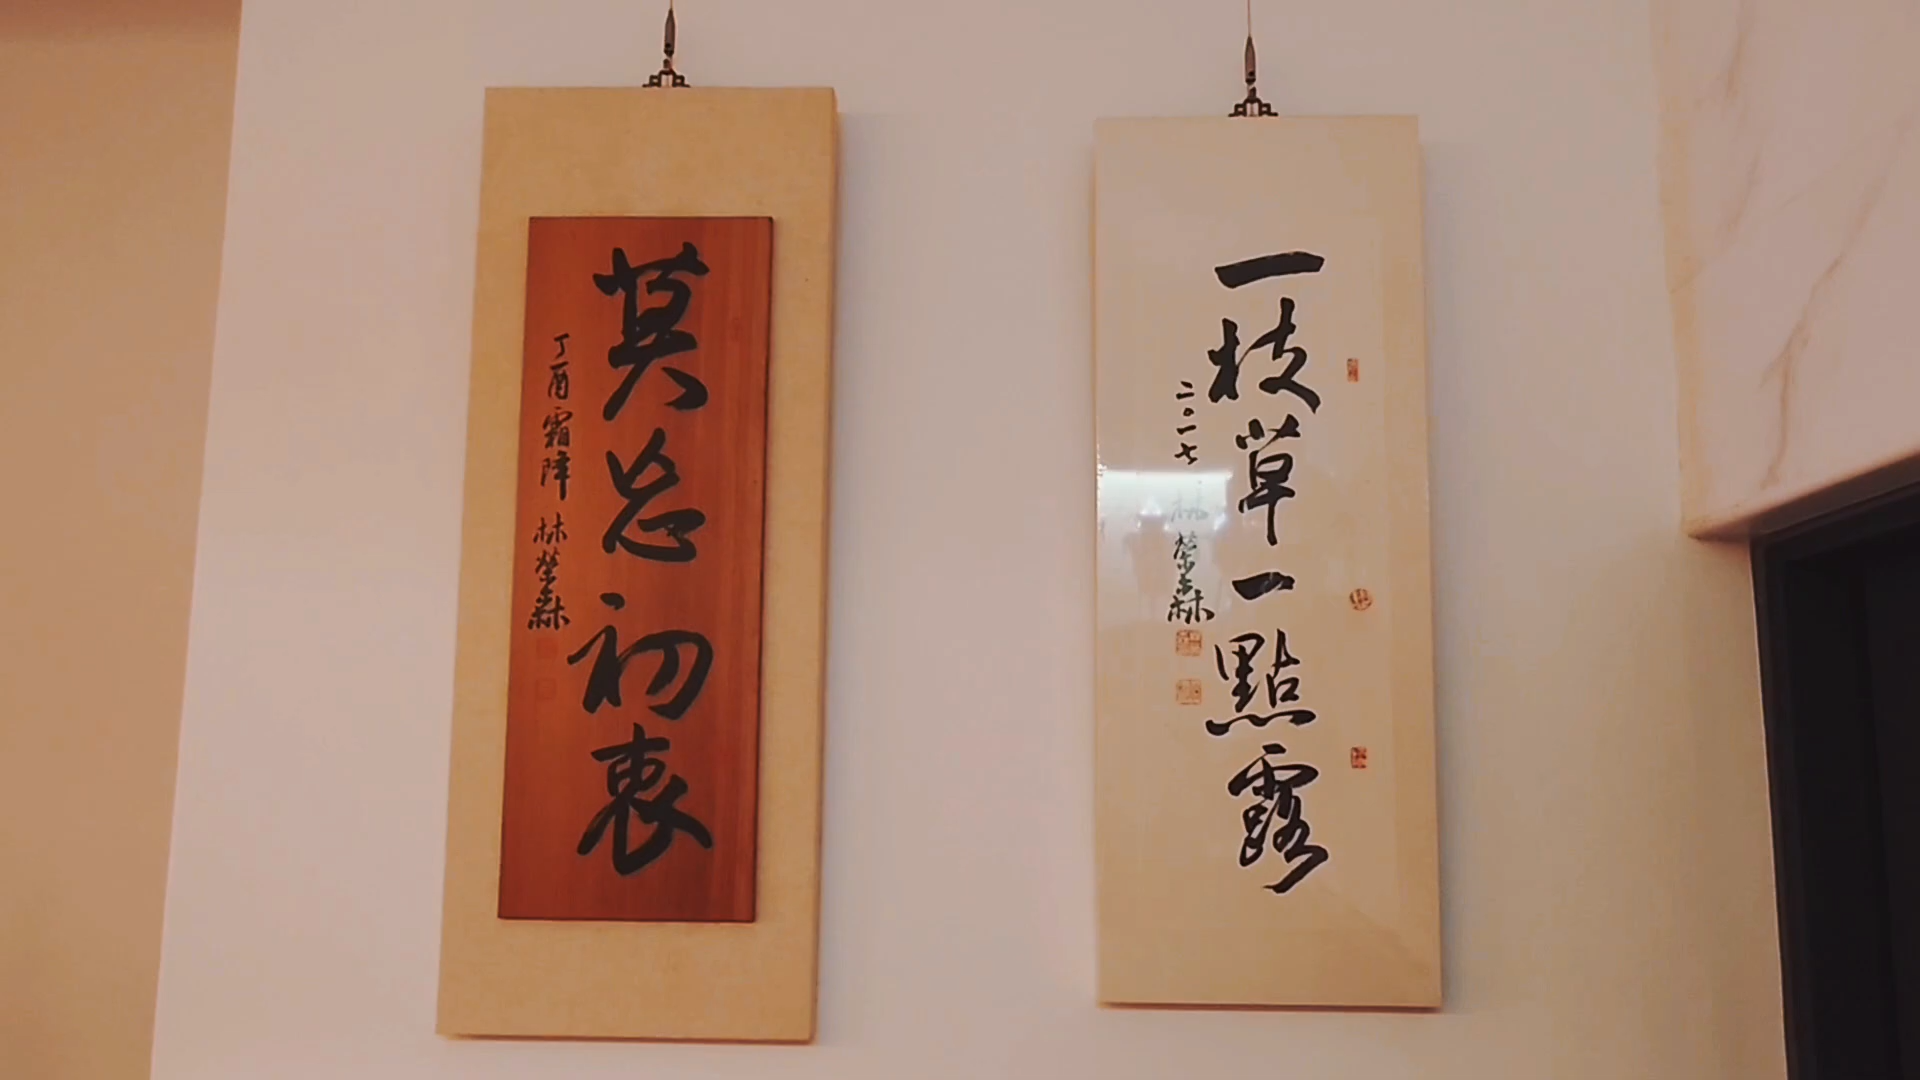 莫忘初衷
丁酉霜降 林榮森
一枝草一點露
二〇一七 林榮森